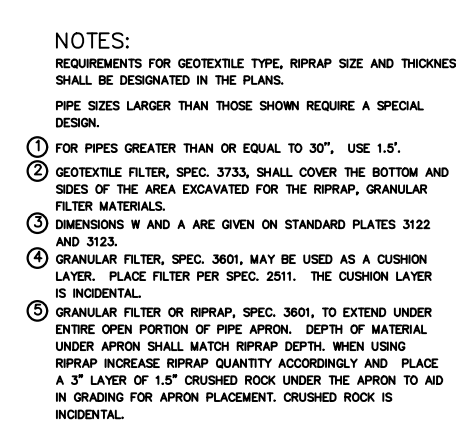 NOTES:
REQUIREMENTS FOR GEOTEXTILE TYPE, RIPRAP SIZE AND THICKNES
SHALL BE DESIGNATED IN THE PLANS.
PIPE SIZES LARGER THAN THOSE SHOWN REQUIRE A SPECIAL
DESIGN.
① FOR PIPES GREATER THAN OR EQUAL TO 30", USE 1.5'.
② GEOTEXTILE FILTER, SPEC. 3733, SHALL COVER THE BOTTOM AND
SIDES OF THE AREA EXCAVATED FOR THE RIPRAP, GRANULAR
FILTER MATERIALS.
③ DIMENSIONS W AND A ARE GIVEN ON STANDARD PLATES 3122
AND 3123.
④ GRANULAR FILTER, SPEC. 3601, MAY BE USED AS A CUSHION
LAYER. PLACE FILTER PER SPEC. 2511. THE CUSHION LAYER
IS INCIDENTAL.
⑤ GRANULAR FILTER OR RIPRAP, SPEC. 3601, TO EXTEND UNDER
ENTIRE OPEN PORTION OF PIPE APRON. DEPTH OF MATERIAL
UNDER APRON SHALL MATCH RIPRAP DEPTH. WHEN USING
RIPRAP INCREASE RIPRAP QUANTITY ACCORDINGLY AND PLACE
A 3" LAYER OF 1.5" CRUSHED ROCK UNDER THE APRON TO AID
IN GRADING FOR APRON PLACEMENT. CRUSHED ROCK IS
INCIDENTAL.